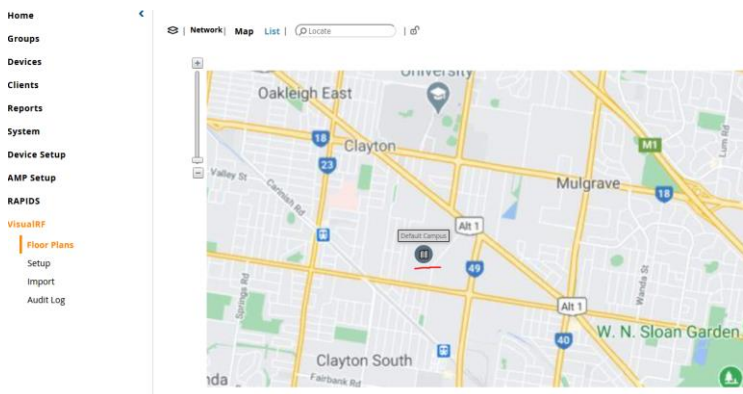 Home
Groups
Devices
Clients
Reports
System
Device Setup
AMP Setup
RAPIDS
VisualRF
Floor Plans
Setup
Import
Audit Log
| Network | Map List | Locate |
University
Oakleigh East
18
Clayton
23
M1
Lum Rd
Valley St
Carinish Rd
Mulgrave
18
Alt 1
Default Campus
49
Springs Rd
Wanda St
Alt 1
W. N. Sloan Garden
40
Clayton South
nda
Fairbank Rd